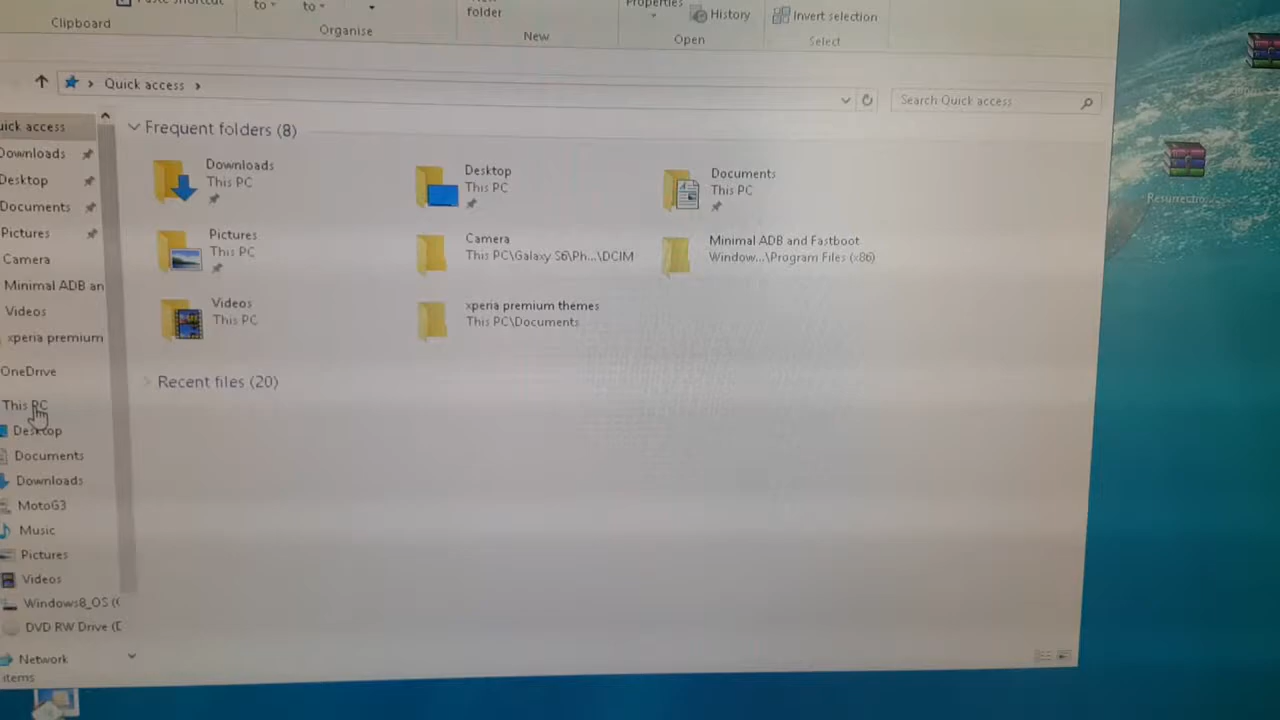 Clipboard
to
to
Organise
folder
New
Properties
History
Open
Invert selection
Select
Quick access
Search Quick access
uick access
Downloads
Desktop
Documents
Pictures
Camera
Minimal ADB an
Videos
xperia premium
OneDrive
This PC
Desktop
Documents
Downloads
MotoG3
Music
Pictures
Videos
Windows8_OS (
DVD RW Drive (
Network
items
Frequent folders (8)
Downloads
This PC
Desktop
This PC
Documents
This PC
Pictures
This PC
Camera
This PC\Galaxy S6\Ph...\DCIM
Minimal ADB and Fastboot
Window...\Program Files (x86)
Videos
This PC
xperia premium themes
This PC\Documents
Recent files (20)